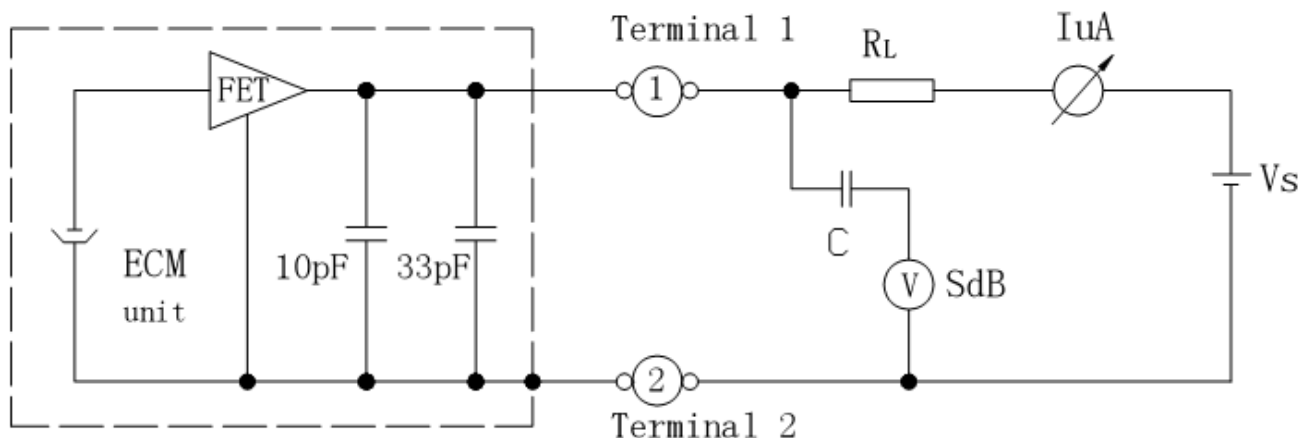 Terminal 1
RL
IuA
FET
1
Vs
ECM
unit
10pF
33pF
C
V
SdB
2
Terminal 2